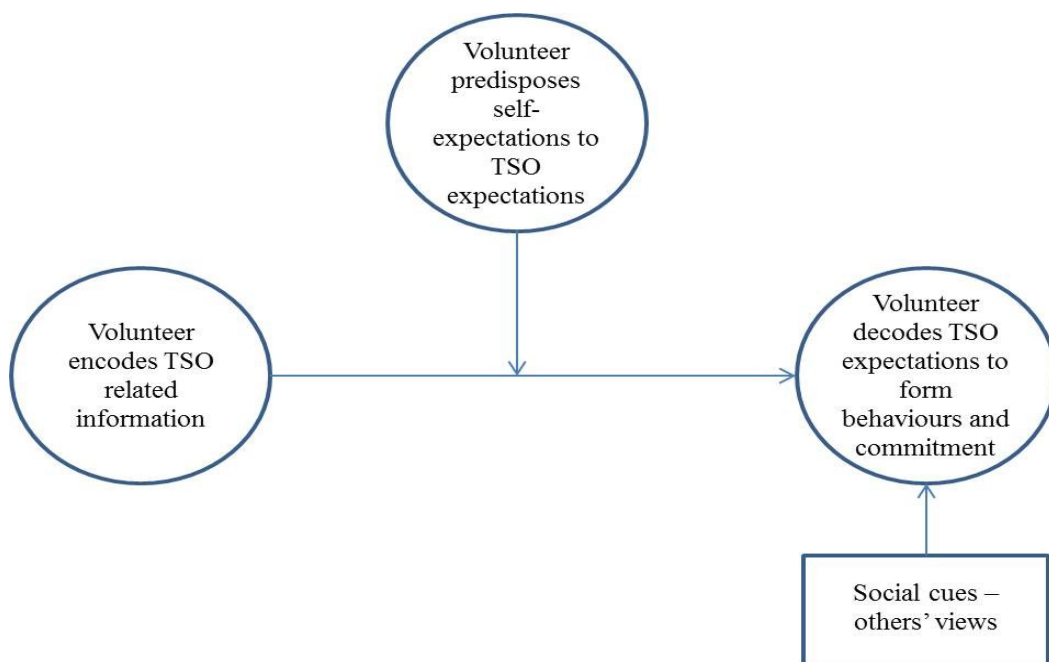 Volunteer
predisposes
self-
expectations to
TSO
expectations
Volunteer
encodes TSO
related
information
Volunteer
decodes TSO
expectations to
form
behaviours and
commitment
Social cues –
others’ views